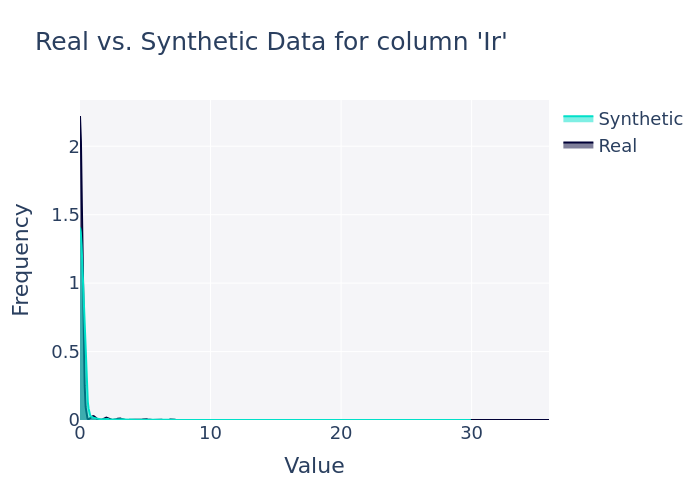 Real vs. Synthetic Data for column 'Ir'
Synthetic
Real
Frequency
2
1.5
1
0.5
0
0
10
20
30
Value